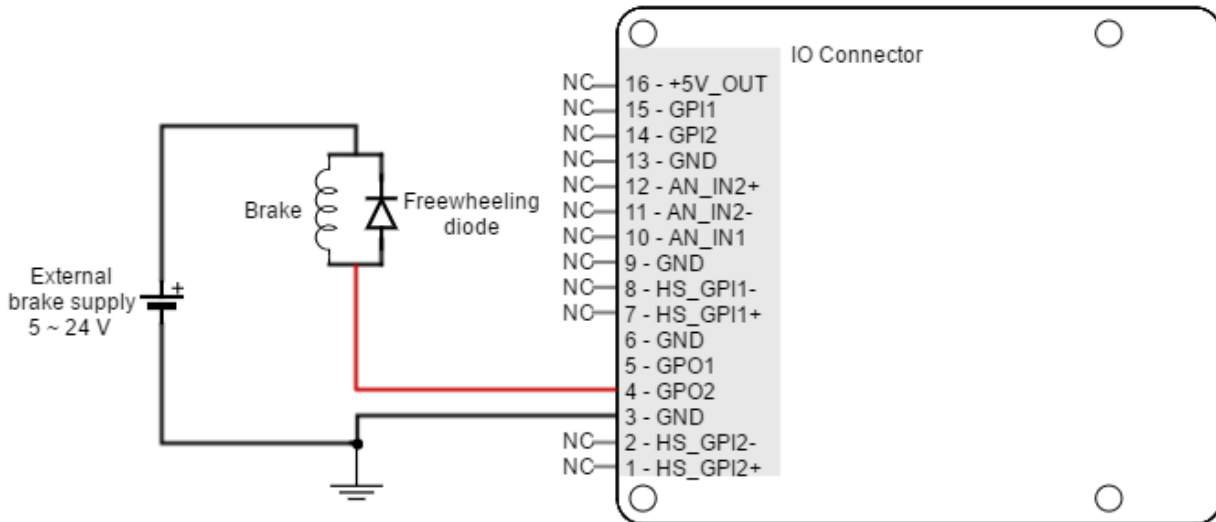 IO Connector
NC 16 - +5V_OUT
NC 15 - GPI1
NC 14 - GPI2
NC 13 - GND
NC 12 - AN_IN2+
NC 11 - AN_IN2-
NC 10 - AN_IN1
NC 9 - GND
NC 8 - HS_GPI1-
NC 7 - HS_GPI1+
6 - GND
5 - GPO1
4 - GPO2
3 - GND
NC 2 - HS_GPI2-
NC 1 - HS_GPI2+
Brake
Freewheeling
diode
External
brake supply
5 ~ 24 V
+